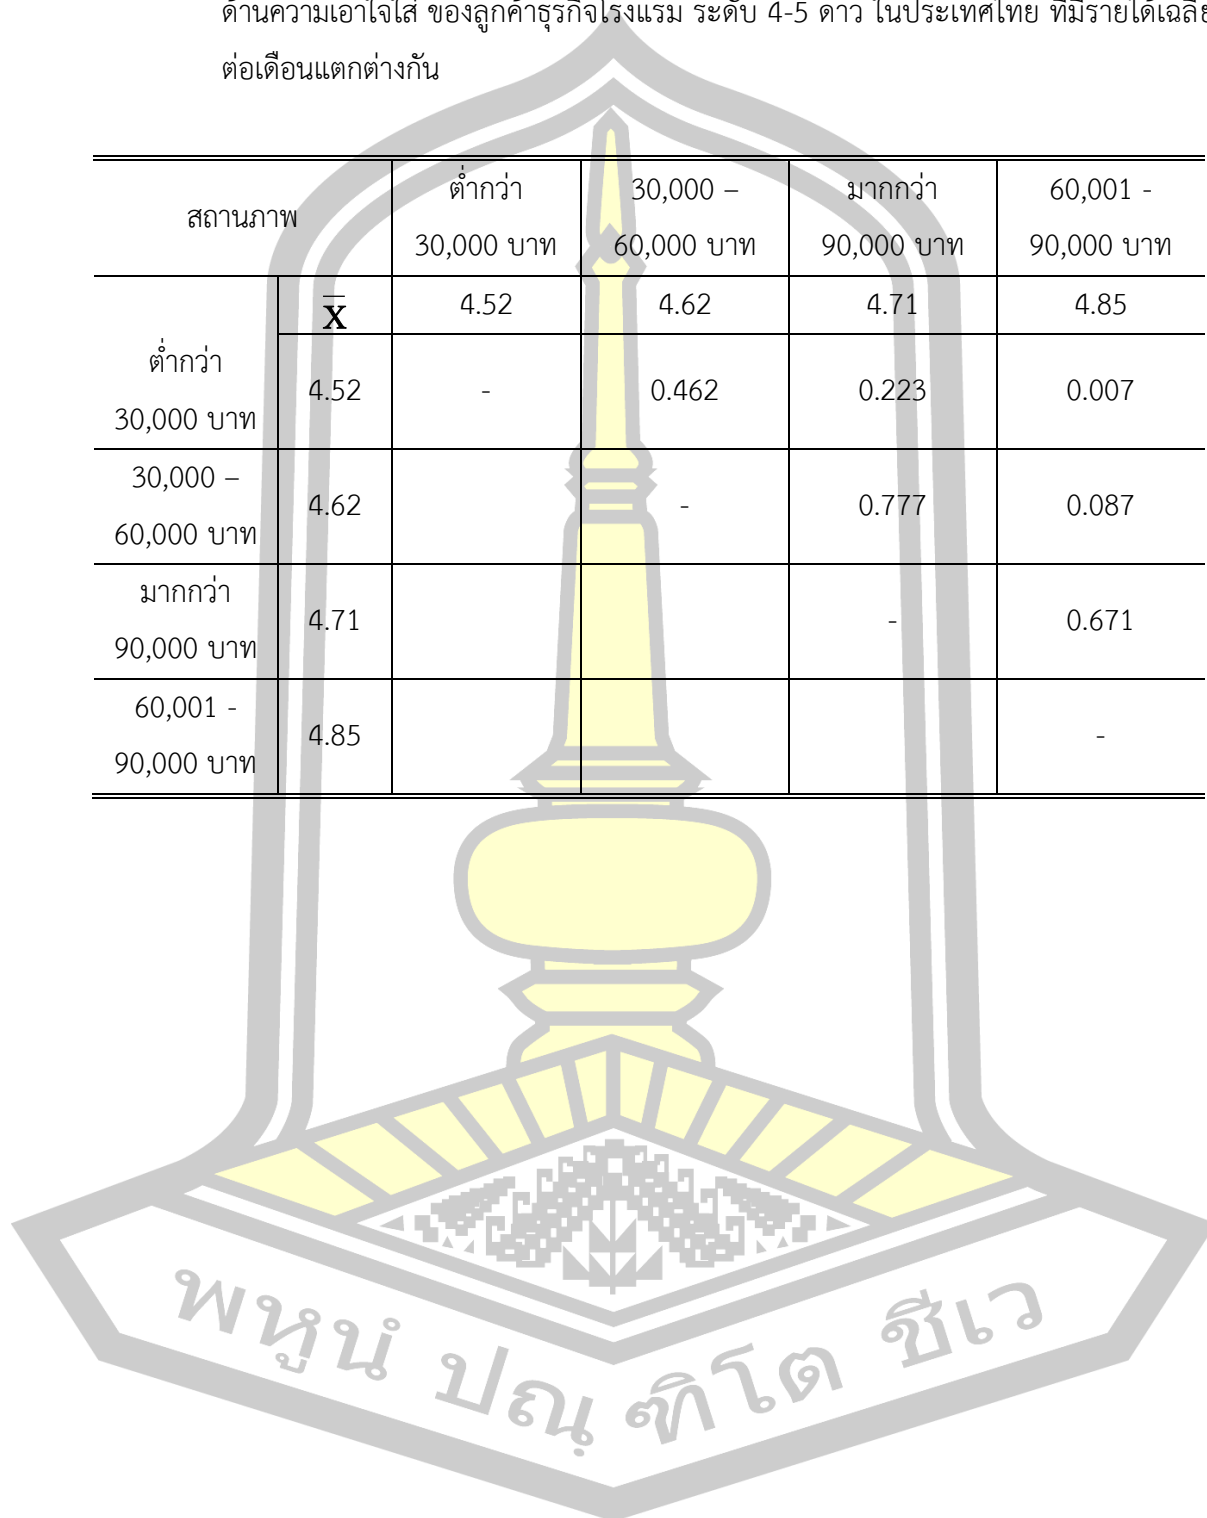 ด้านความเอาใจใส่ ของลูกค้าธุรกิจโรงแรม ระดับ 4-5 ดาว ในประเทศไทย ที่มีรายได้เฉลี่ย
ต่อเดือนแตกต่างกัน
สถานภาพ ต่ำกว่า 30,000 บาท 30,000 – 60,000 บาท มากกว่า 90,000 บาท 60,001 - 90,000 บาท
x̄ 4.52 4.62 4.71 4.85
ต่ำกว่า 30,000 บาท 4.52 - 0.462 0.223 0.007
30,000 – 60,000 บาท 4.62 - 0.777 0.087
มากกว่า 90,000 บาท 4.71 - 0.671
60,001 - 90,000 บาท 4.85 -
พหูนํ ปณฺฑิโต ชีเว